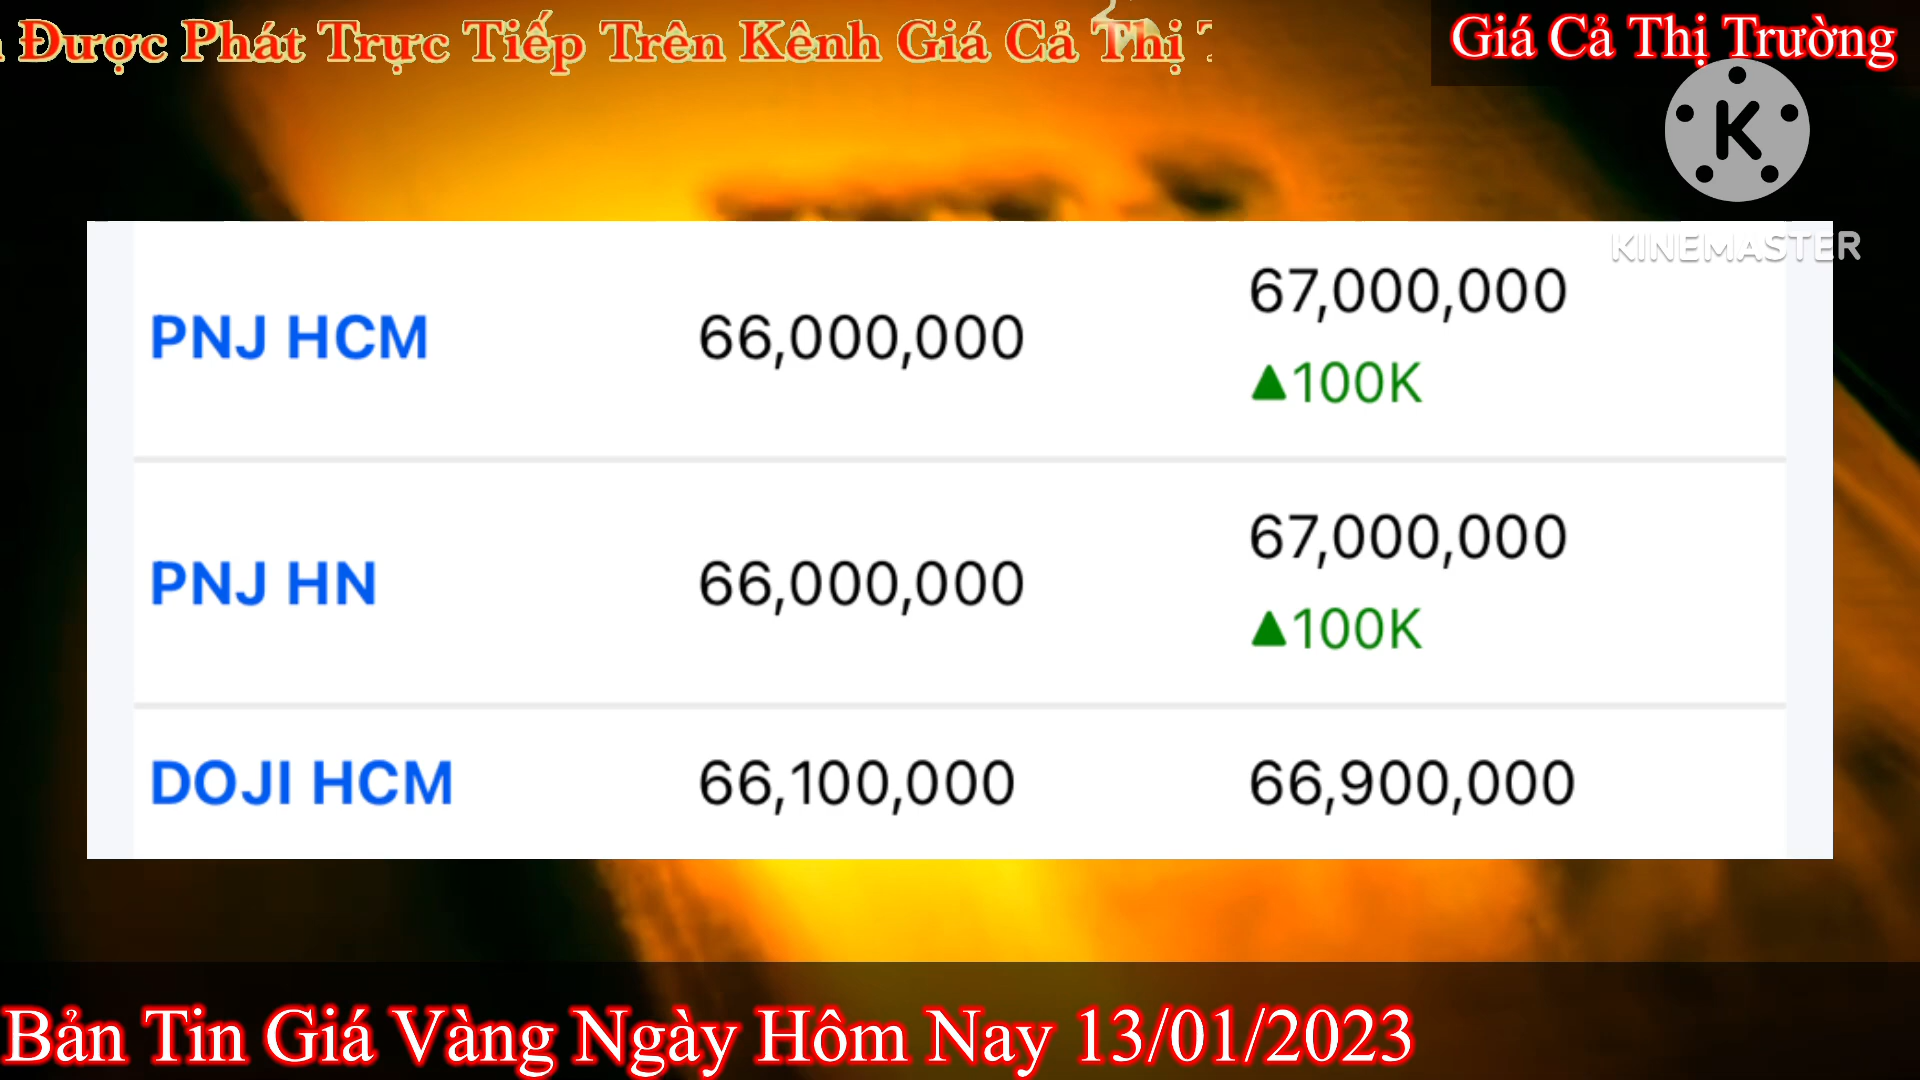 Được Phát Trực Tiếp Trên Kênh Giá Cả Thị
Giá Cả Thị Trường
K
KINEMASTER
PNJ HCM 66,000,000 67,000,000
▲100K
PNJ HN 66,000,000 67,000,000
▲100K
DOJI HCM 66,100,000 66,900,000
Bản Tin Giá Vàng Ngày Hôm Nay 13/01/2023